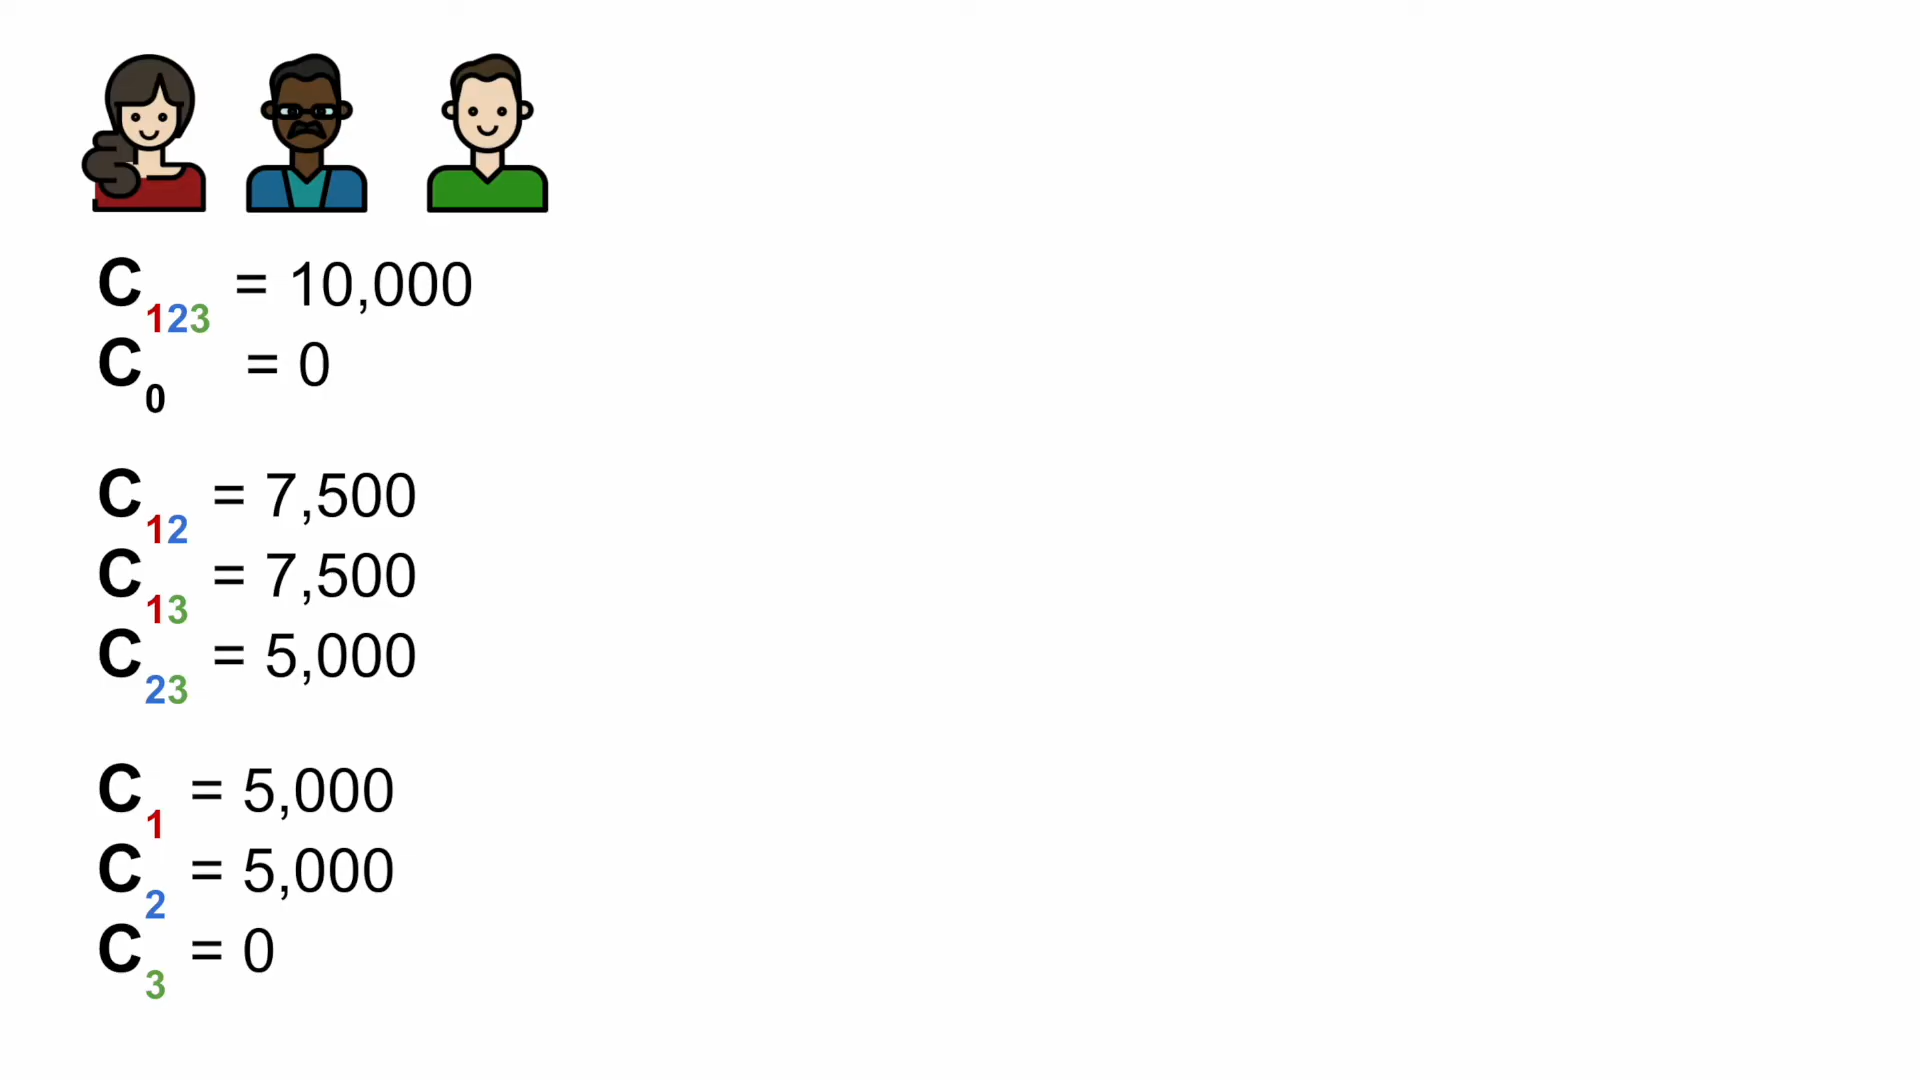 C₁₂₃ = 10,000
C₀ = 0
C₁₂ = 7,500
C₁₃ = 7,500
C₂₃ = 5,000
C₁ = 5,000
C₂ = 5,000
C₃ = 0